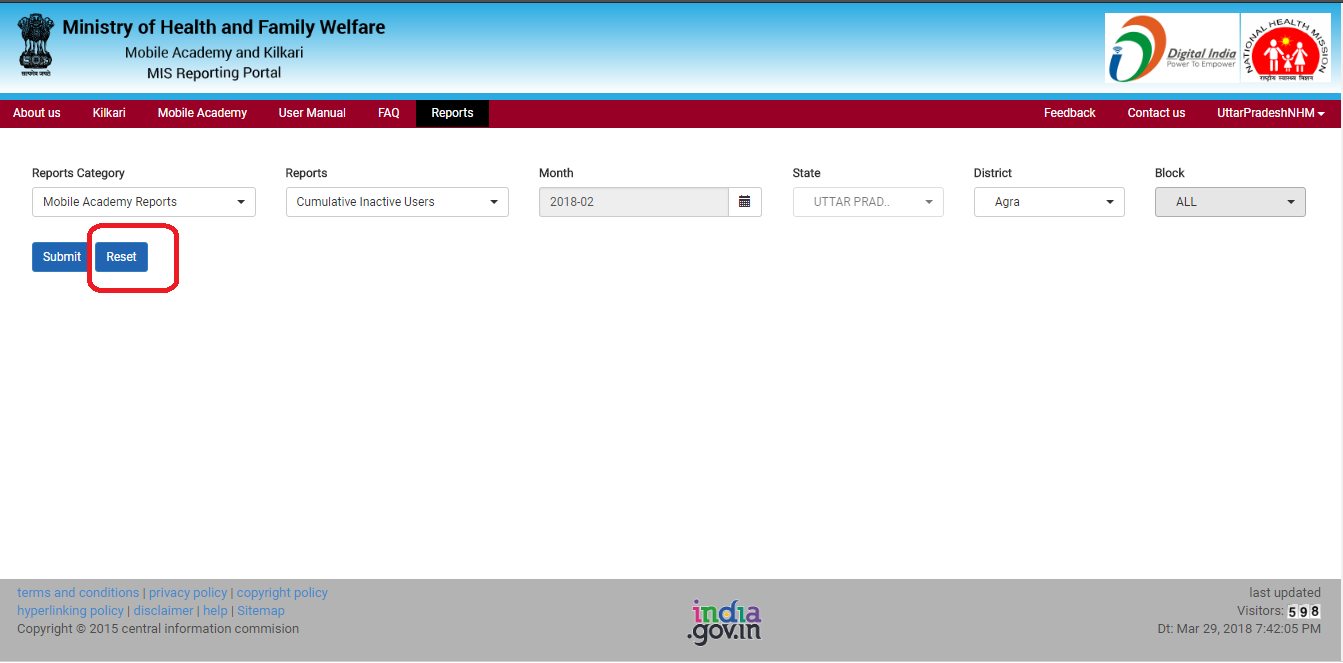 Ministry of Health and Family Welfare
Mobile Academy and Kilkari
MIS Reporting Portal
सत्यमेव जयते
Digital India
Power To Empower
NATIONAL HEALTH MISSION
राष्ट्रीय स्वास्थ्य मिशन
About us Kilkari Mobile Academy User Manual FAQ Reports Feedback Contact us UttarPradeshNHM
Reports Category Reports Month State District Block
Mobile Academy Reports Cumulative Inactive Users 2018-02 UTTAR PRAD.. Agra ALL
Submit Reset
terms and conditions | privacy policy | copyright policy
hyperlinking policy | disclaimer | help | Sitemap
Copyright © 2015 central information commision
india
.gov.in
last updated
Visitors: 598
Dt: Mar 29, 2018 7:42:05 PM